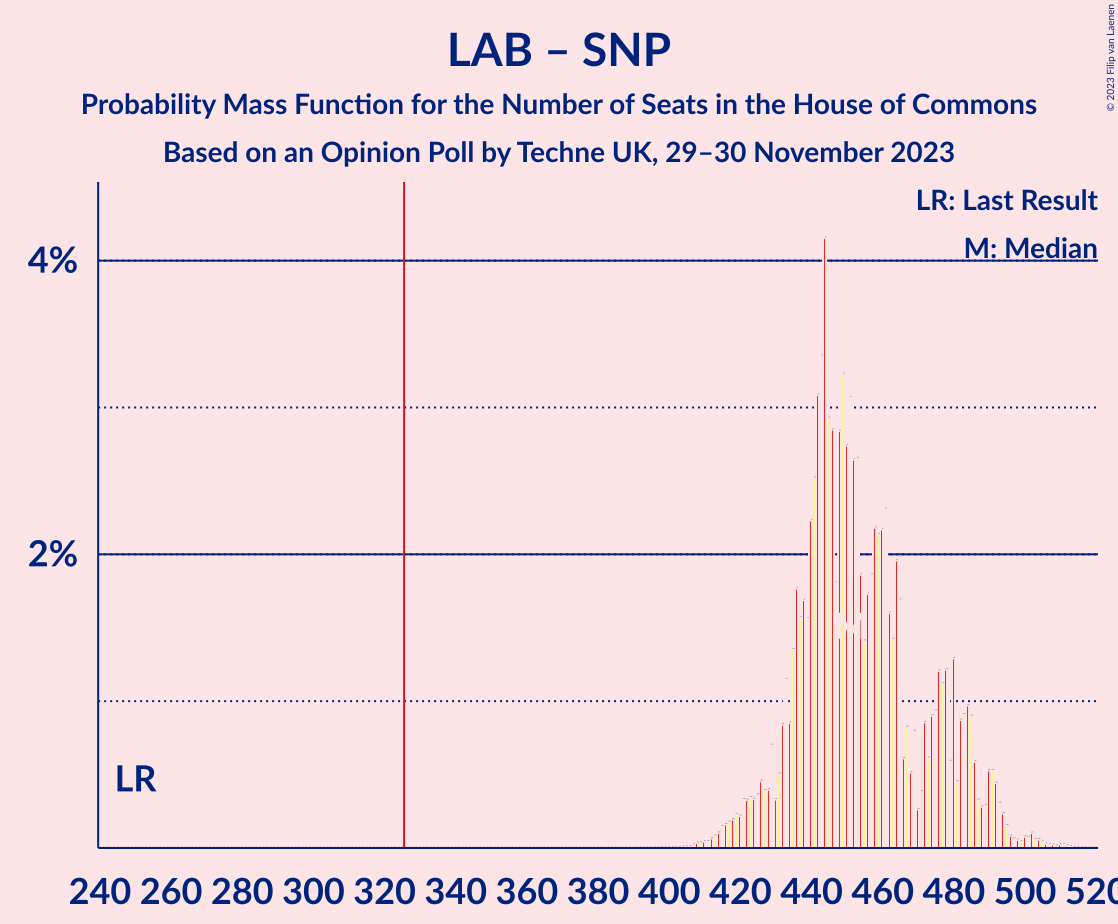 LAB – SNP
Probability Mass Function for the Number of Seats in the House of Commons
Based on an Opinion Poll by Techne UK, 29–30 November 2023
© 2023 Filip van Laenen
LR: Last Result
M: Median
4%
2%
LR
240 260 280 300 320 340 360 380 400 420 440 460 480 500 520